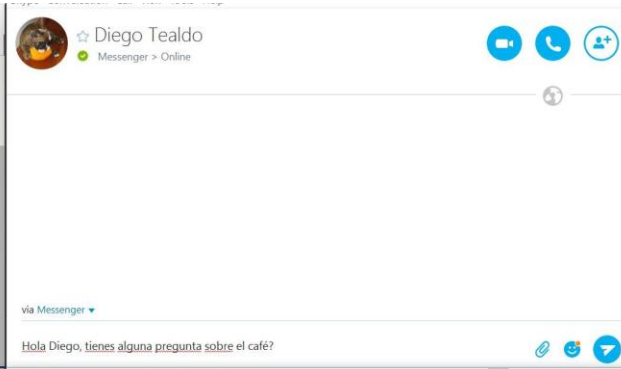 Diego Tealdo
Messenger > Online
via Messenger
Hola Diego, tienes alguna pregunta sobre el café?